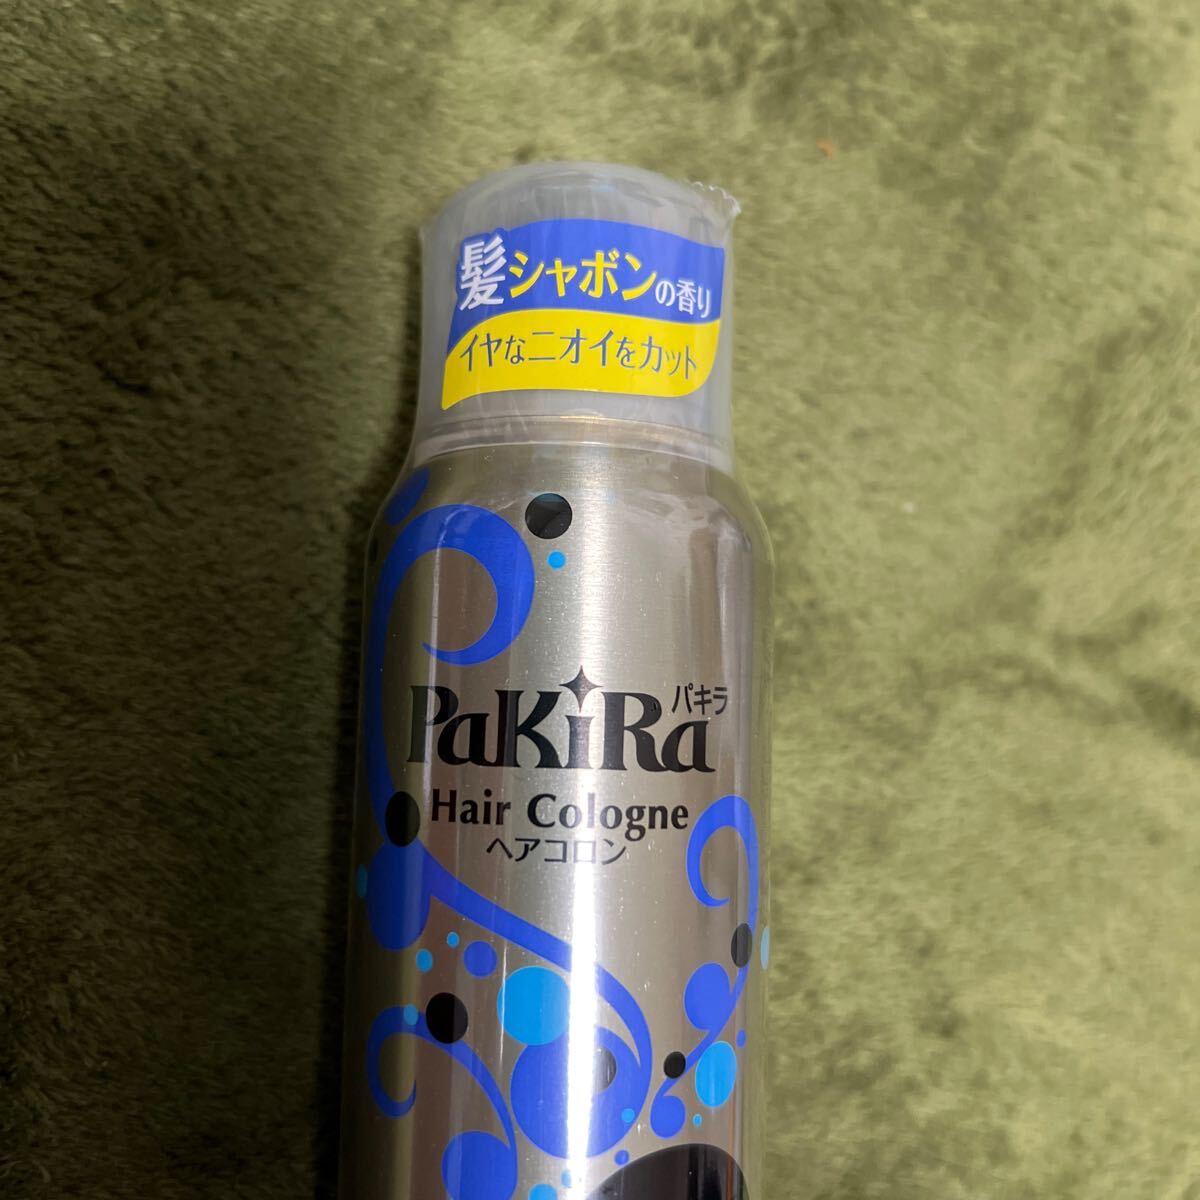 髪シャボンの香り
イヤなニオイをカット
PaKiRa パキラ
Hair Cologne
ヘアコロン